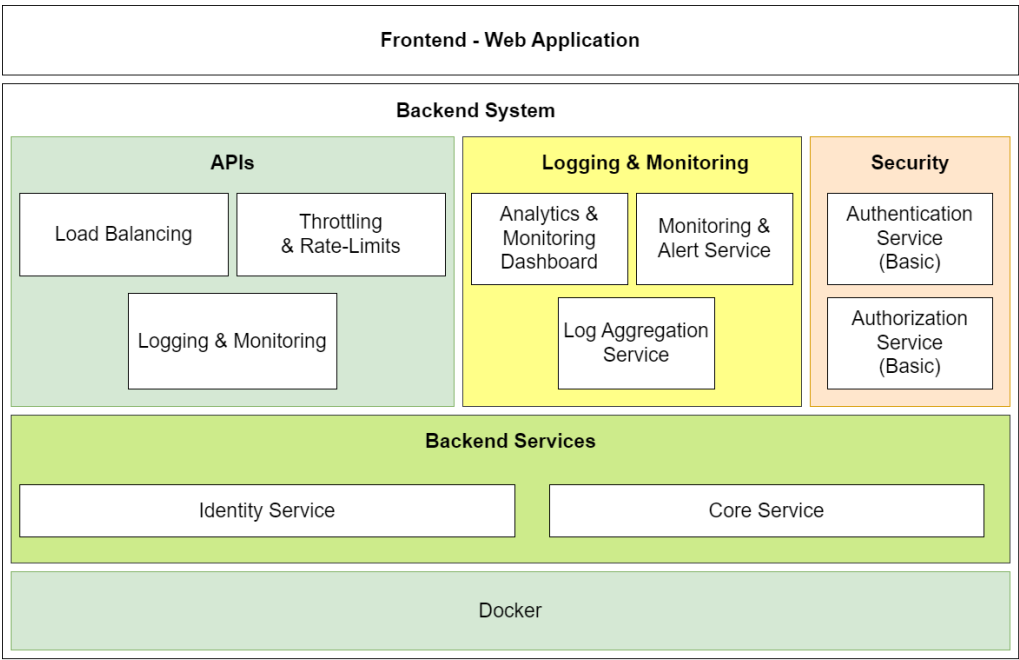 Frontend - Web Application
Backend System
APIs
Load Balancing
Throttling
& Rate-Limits
Logging & Monitoring
Logging & Monitoring
Analytics &
Monitoring
Dashboard
Monitoring &
Alert Service
Log Aggregation
Service
Security
Authentication
Service
(Basic)
Authorization
Service
(Basic)
Backend Services
Identity Service
Core Service
Docker